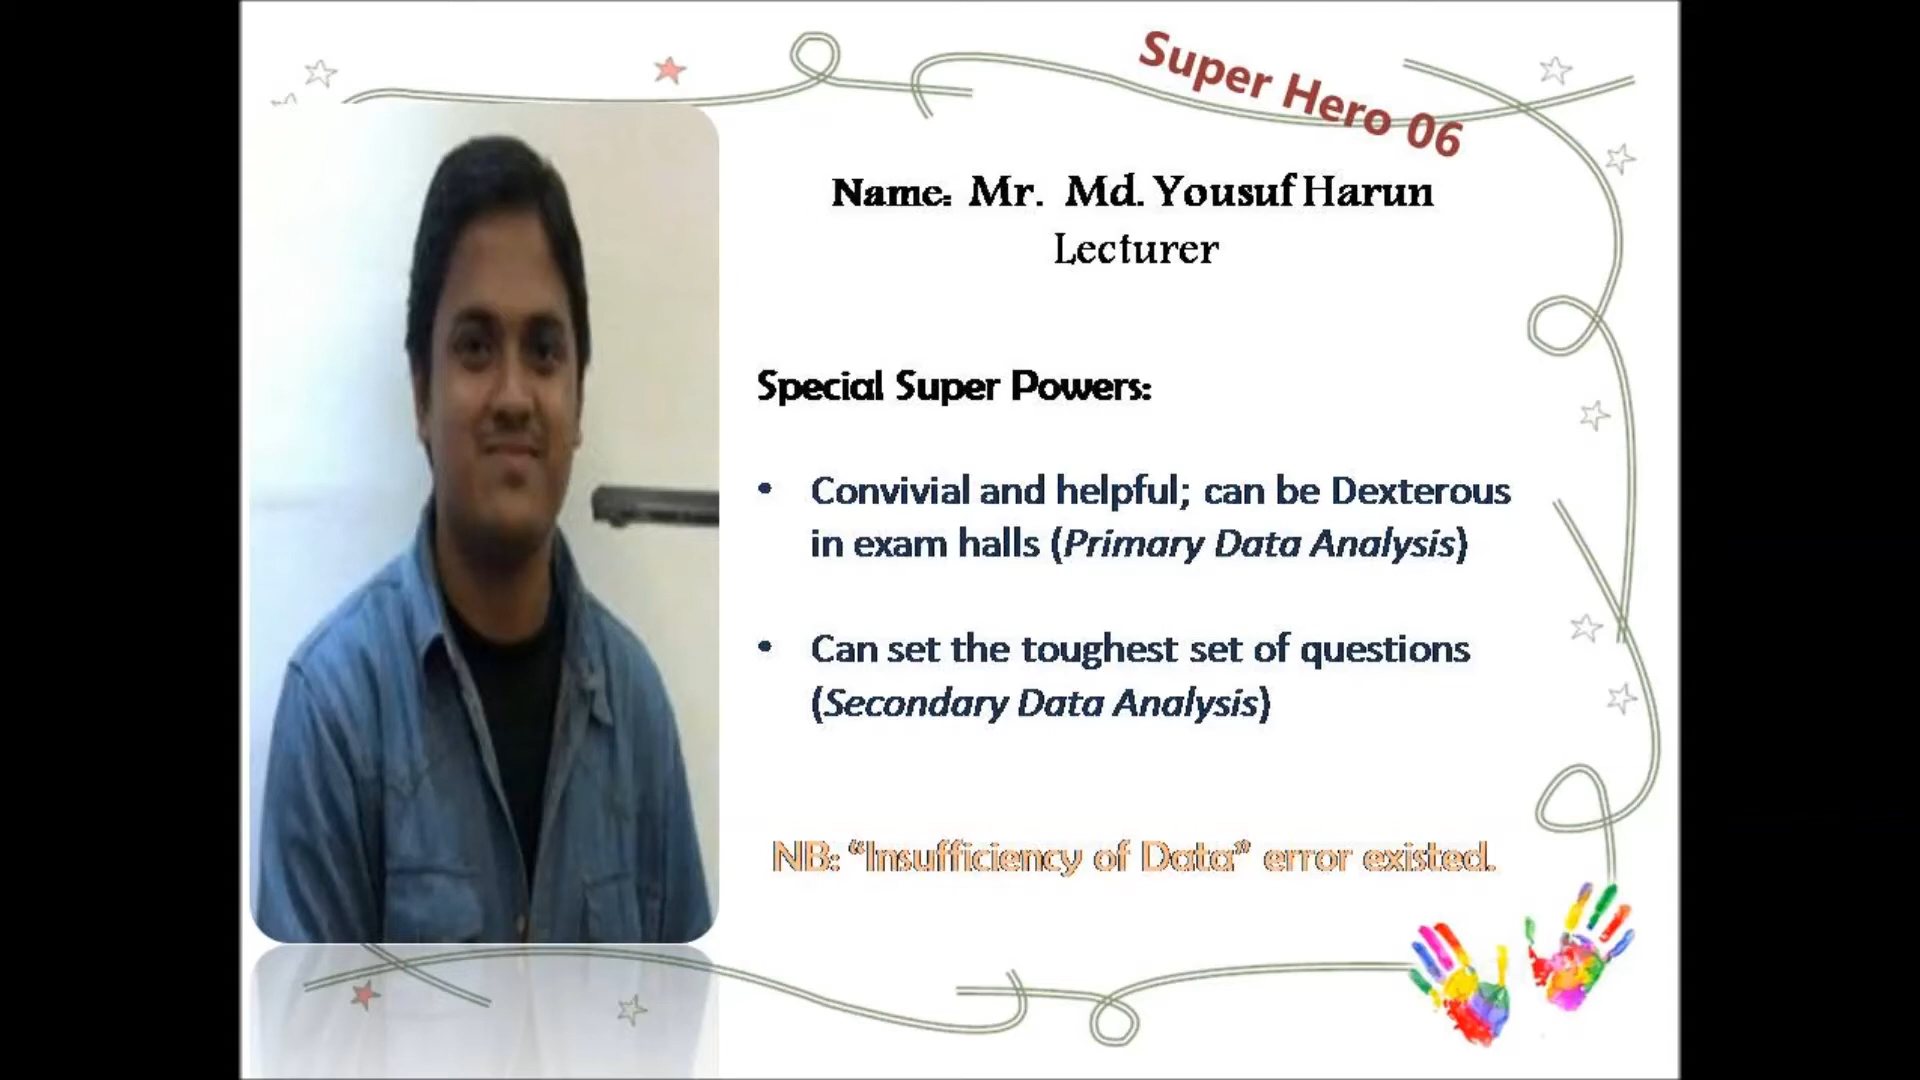 Super Hero 06
Name: Mr. Md. Yousuf Harun
Lecturer
Special Super Powers:
• Convivial and helpful; can be Dexterous
in exam halls (Primary Data Analysis)
• Can set the toughest set of questions
(Secondary Data Analysis)
NB: “Insufficiency of Data” error existed.